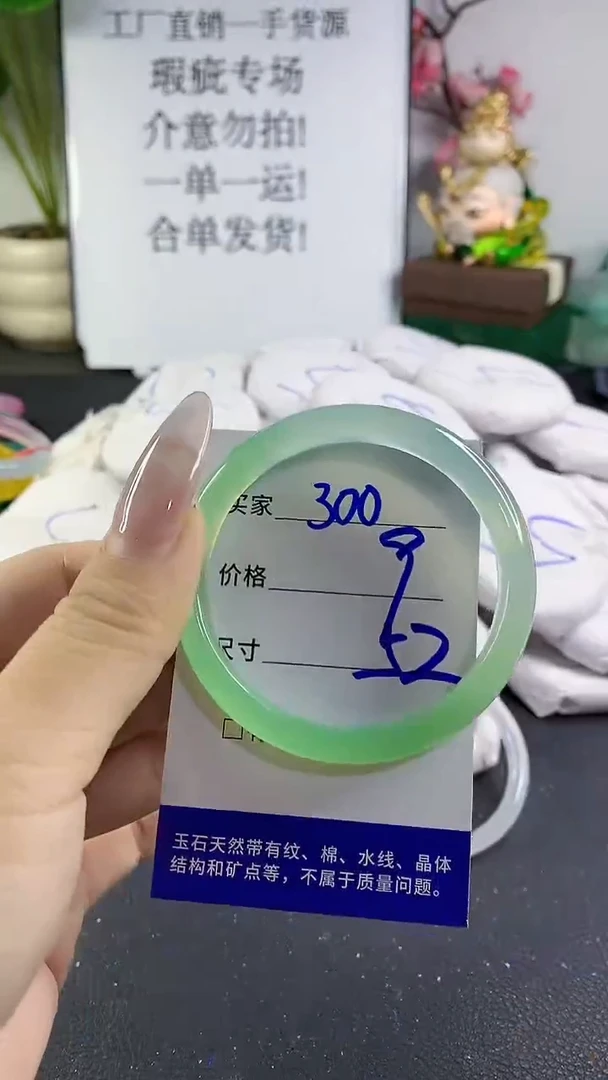 工厂直销一手货源
瑕疵专场
介意勿拍!
一单一运!
合单发货!
买家 300
价格
尺寸 52
玉石天然带有纹、棉、水线、晶体
结构和矿点等，不属于质量问题。